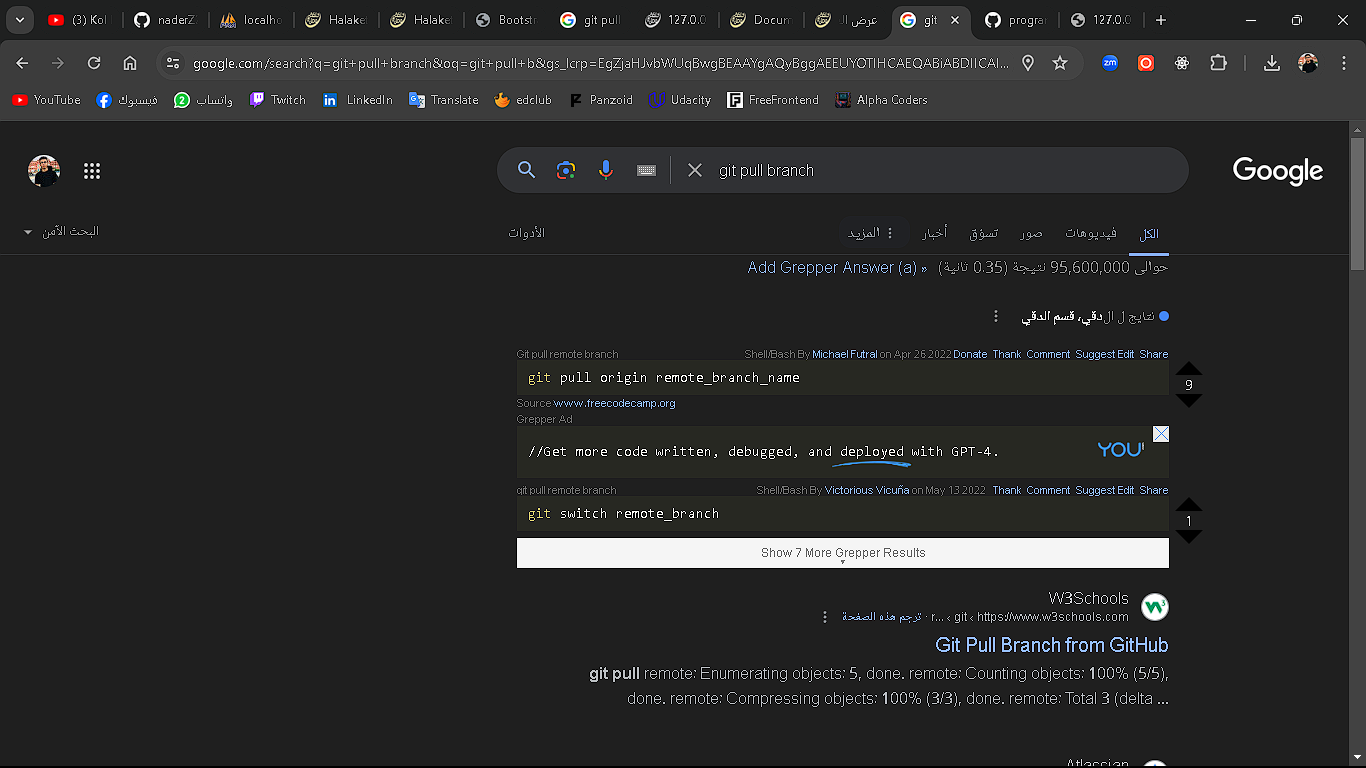 (3) Kol
naderZ
localho
Halake
Halake
Bootstr
git pull
127.0.0
Docum
عرض ال
git
progra
127.0.0
google.com/search?q=git+pull+branch&oq=git+pull+b&gs_lcrp=EgZjaHJvbWUqBwgBEAAYgAQyBggAEEUYOTIHCAEQABiABDIICAI...
zm
YouTube
فيسبوك
واتساب
Twitch
LinkedIn
Translate
edclub
Panzoid
Udacity
FreeFrontend
Alpha Coders
git pull branch
Google
الكل
فيديوهات
صور
تسوّق
أخبار
المزيد
الأدوات
البحث الآمن
حوالى 95,600,000 نتيجة (0.35 ثانية)
Add Grepper Answer (a) »
نتايج ل الدقي، قسم الدقي
Git pull remote branch
Shell/Bash By Michael Futral on Apr 26 2022 Donate Thank Comment Suggest Edit Share
git pull origin remote_branch_name
9
Source www.freecodecamp.org
Grepper Ad
//Get more code written, debugged, and deployed with GPT-4.
YOU
git pull remote branch
Shell/Bash By Victorious Vicuña on May 13 2022 Thank Comment Suggest Edit Share
git switch remote_branch
1
Show 7 More Grepper Results
W3Schools
https://www.w3schools.com › git › r... · ترجم هذه الصفحة
Git Pull Branch from GitHub
git pull remote: Enumerating objects: 5, done. remote: Counting objects: 100% (5/5),
done. remote: Compressing objects: 100% (3/3), done. remote: Total 3 (delta ...
Atlassian